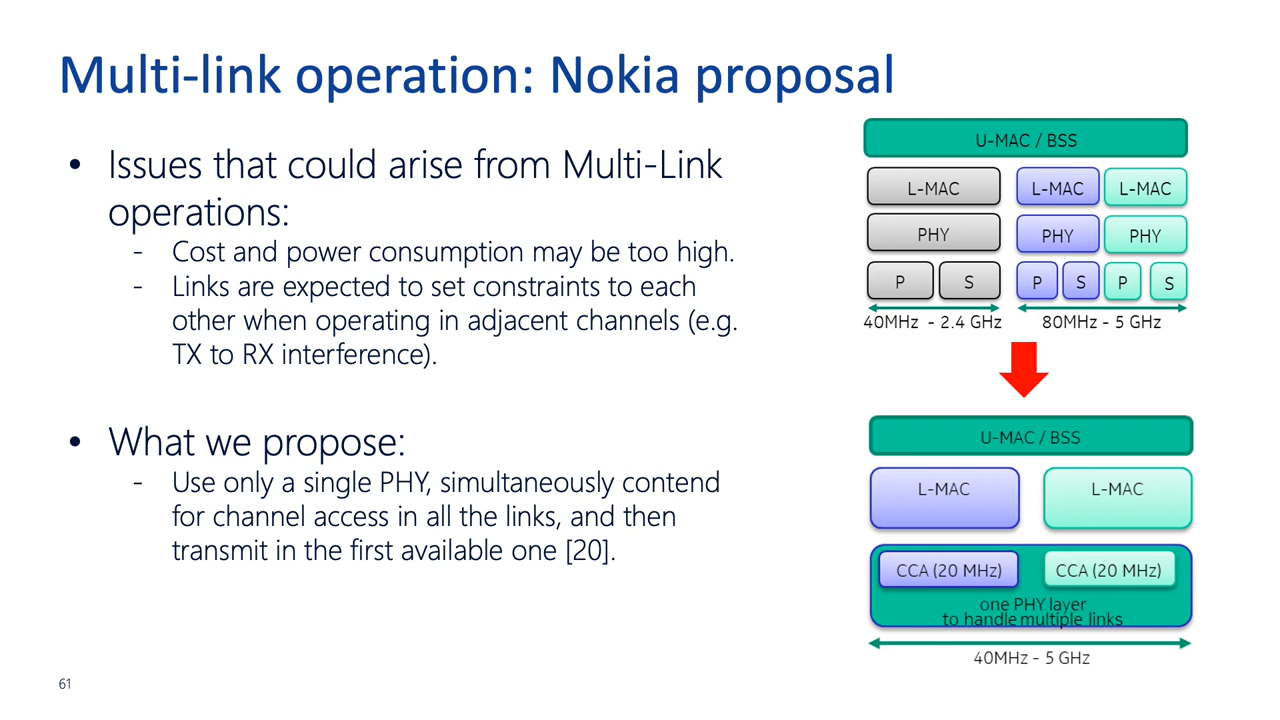 Multi-link operation: Nokia proposal
• Issues that could arise from Multi-Link
operations:
- Cost and power consumption may be too high.
- Links are expected to set constraints to each
other when operating in adjacent channels (e.g.
TX to RX interference).
• What we propose:
- Use only a single PHY, simultaneously contend
for channel access in all the links, and then
transmit in the first available one [20].
U-MAC / BSS
L-MAC L-MAC L-MAC
PHY PHY PHY
P S P S P S
40MHz - 2.4 GHz 80MHz - 5 GHz
U-MAC / BSS
L-MAC L-MAC
CCA (20 MHz) CCA (20 MHz)
one PHY layer
to handle multiple links
40MHz - 5 GHz
61